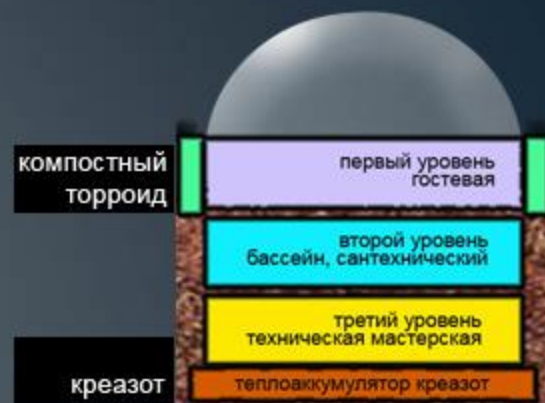 компостный
торроид
первый уровень
гостевая
второй уровень
бассейн, сантехнический
третий уровень
техническая мастерская
креазот
теплоаккумулятор креазот